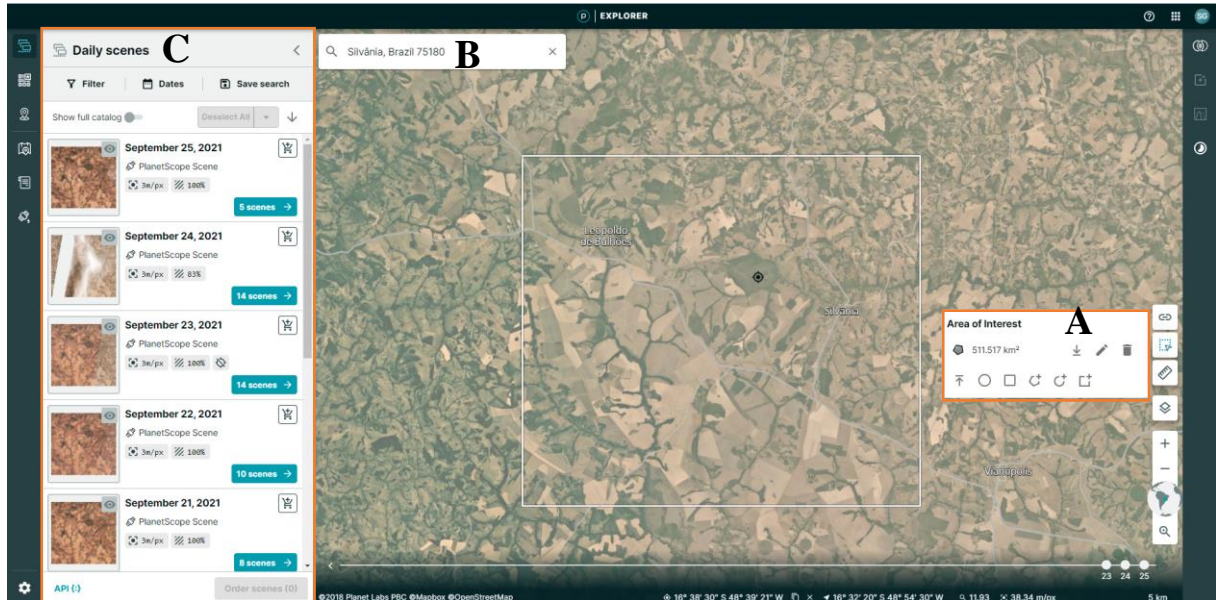 EXPLORER
SG
Daily scenes C
Filter Dates Save search
Show full catalog Deselect All
September 25, 2021
PlanetScope Scene
3m/px 100%
5 scenes →
September 24, 2021
PlanetScope Scene
3m/px 83%
14 scenes →
September 23, 2021
PlanetScope Scene
3m/px 100%
14 scenes →
September 22, 2021
PlanetScope Scene
3m/px 100%
10 scenes →
September 21, 2021
PlanetScope Scene
3m/px 100%
8 scenes →
API {:} Order scenes (0)
Silvânia, Brazil 75180 B
Leopoldo
de Bulhões
Silvânia
Area of Interest A
511.517 km²
Vianópolis
23 24 25
©2018 Planet Labs PBC ©Mapbox ©OpenStreetMap
16° 38' 30" S 48° 39' 21" W 16° 32' 20" S 48° 54' 30" W 11.93 38.34 m/px 5 km